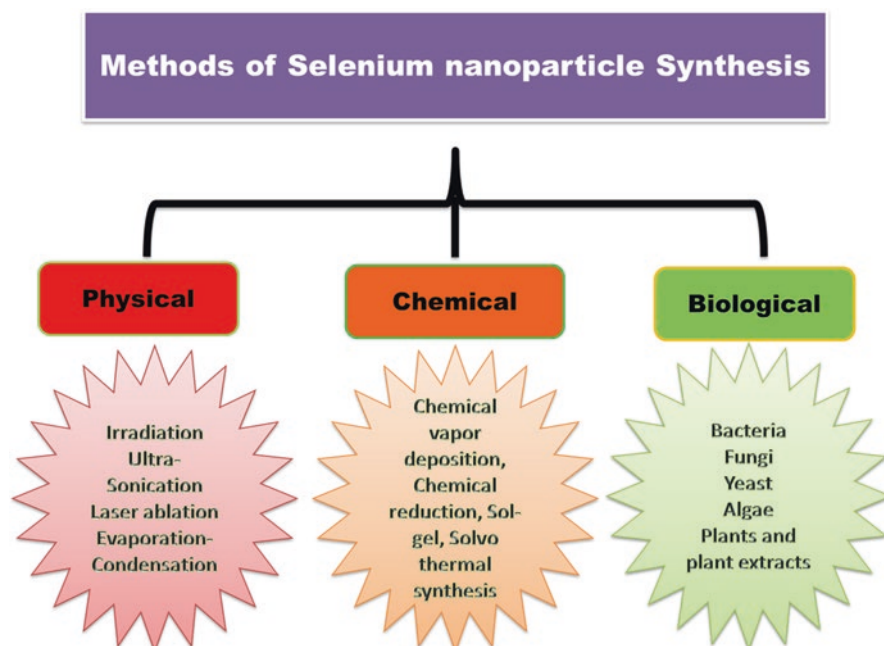 Methods of Selenium nanoparticle Synthesis
Physical
Chemical
Biological
Irradiation
Ultra-
Sonication
Laser ablation
Evaporation-
Condensation
Chemical
vapor
deposition,
Chemical
reduction, Sol-
gel, Solvo
thermal
synthesis
Bacteria
Fungi
Yeast
Algae
Plants and
plant extracts